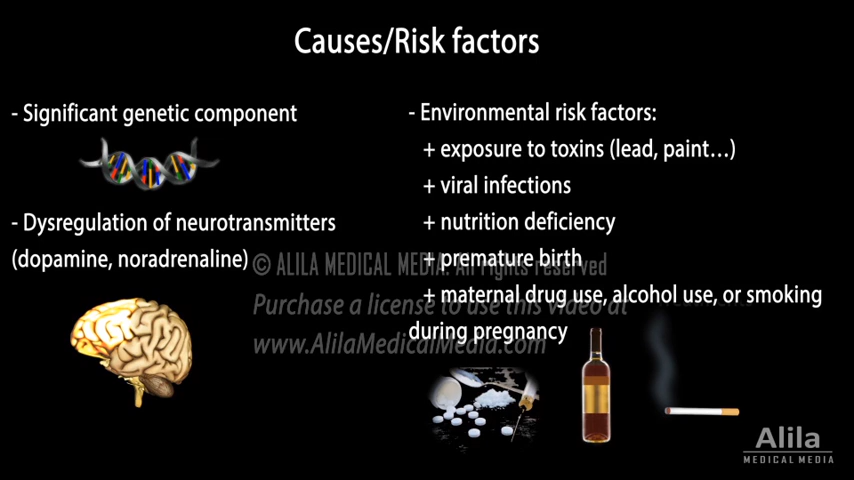 Causes/Risk factors
- Significant genetic component
- Dysregulation of neurotransmitters
(dopamine, noradrenaline)
- Environmental risk factors:
+ exposure to toxins (lead, paint…)
+ viral infections
+ nutrition deficiency
+ premature birth
+ maternal drug use, alcohol use, or smoking
during pregnancy
© ALILA MEDICAL MEDIA. All rights reserved
Purchase a license to use this video at
www.AlilaMedicalMedia.com
Alila
MEDICAL MEDIA